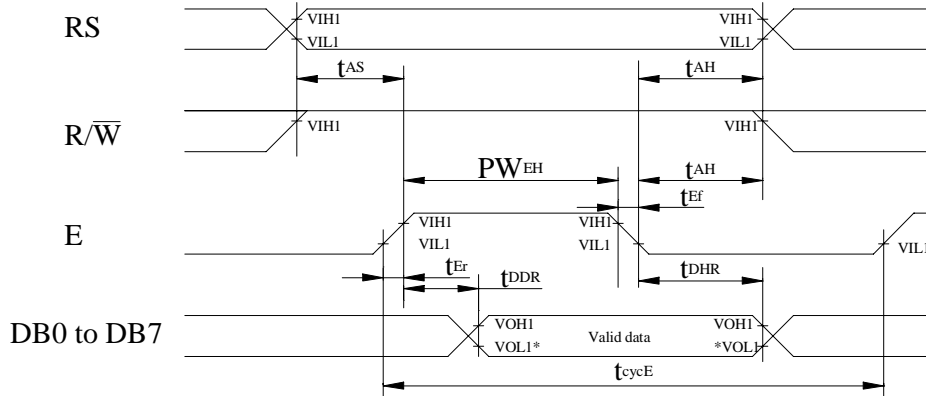 RS
VIH1 VIH1
VIL1 VIL1
tAS tAH
R/W̅
VIH1 VIH1
PWEH tAH
tEf
E
VIH1 VIH1
VIL1 VIL1 VIL1
tEr tDDR tDHR
DB0 to DB7
VOH1 VOH1
VOL1* Valid data *VOL1
tcycE